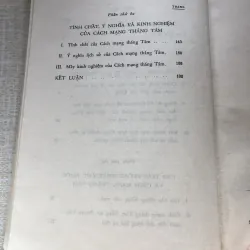 Phần thứ ba
TRANG
TÍNH CHẤT, Ý NGHĨA VÀ KINH NGHIỆM
CỦA CÁCH MẠNG THÁNG TÁM
I. Tính chất của Cách mạng tháng Tám.
II. Ý nghĩa lịch sử của Cách mạng tháng Tám.
III. Mấy kinh nghiệm của Cách mạng tháng Tám.
KẾT LUẬN